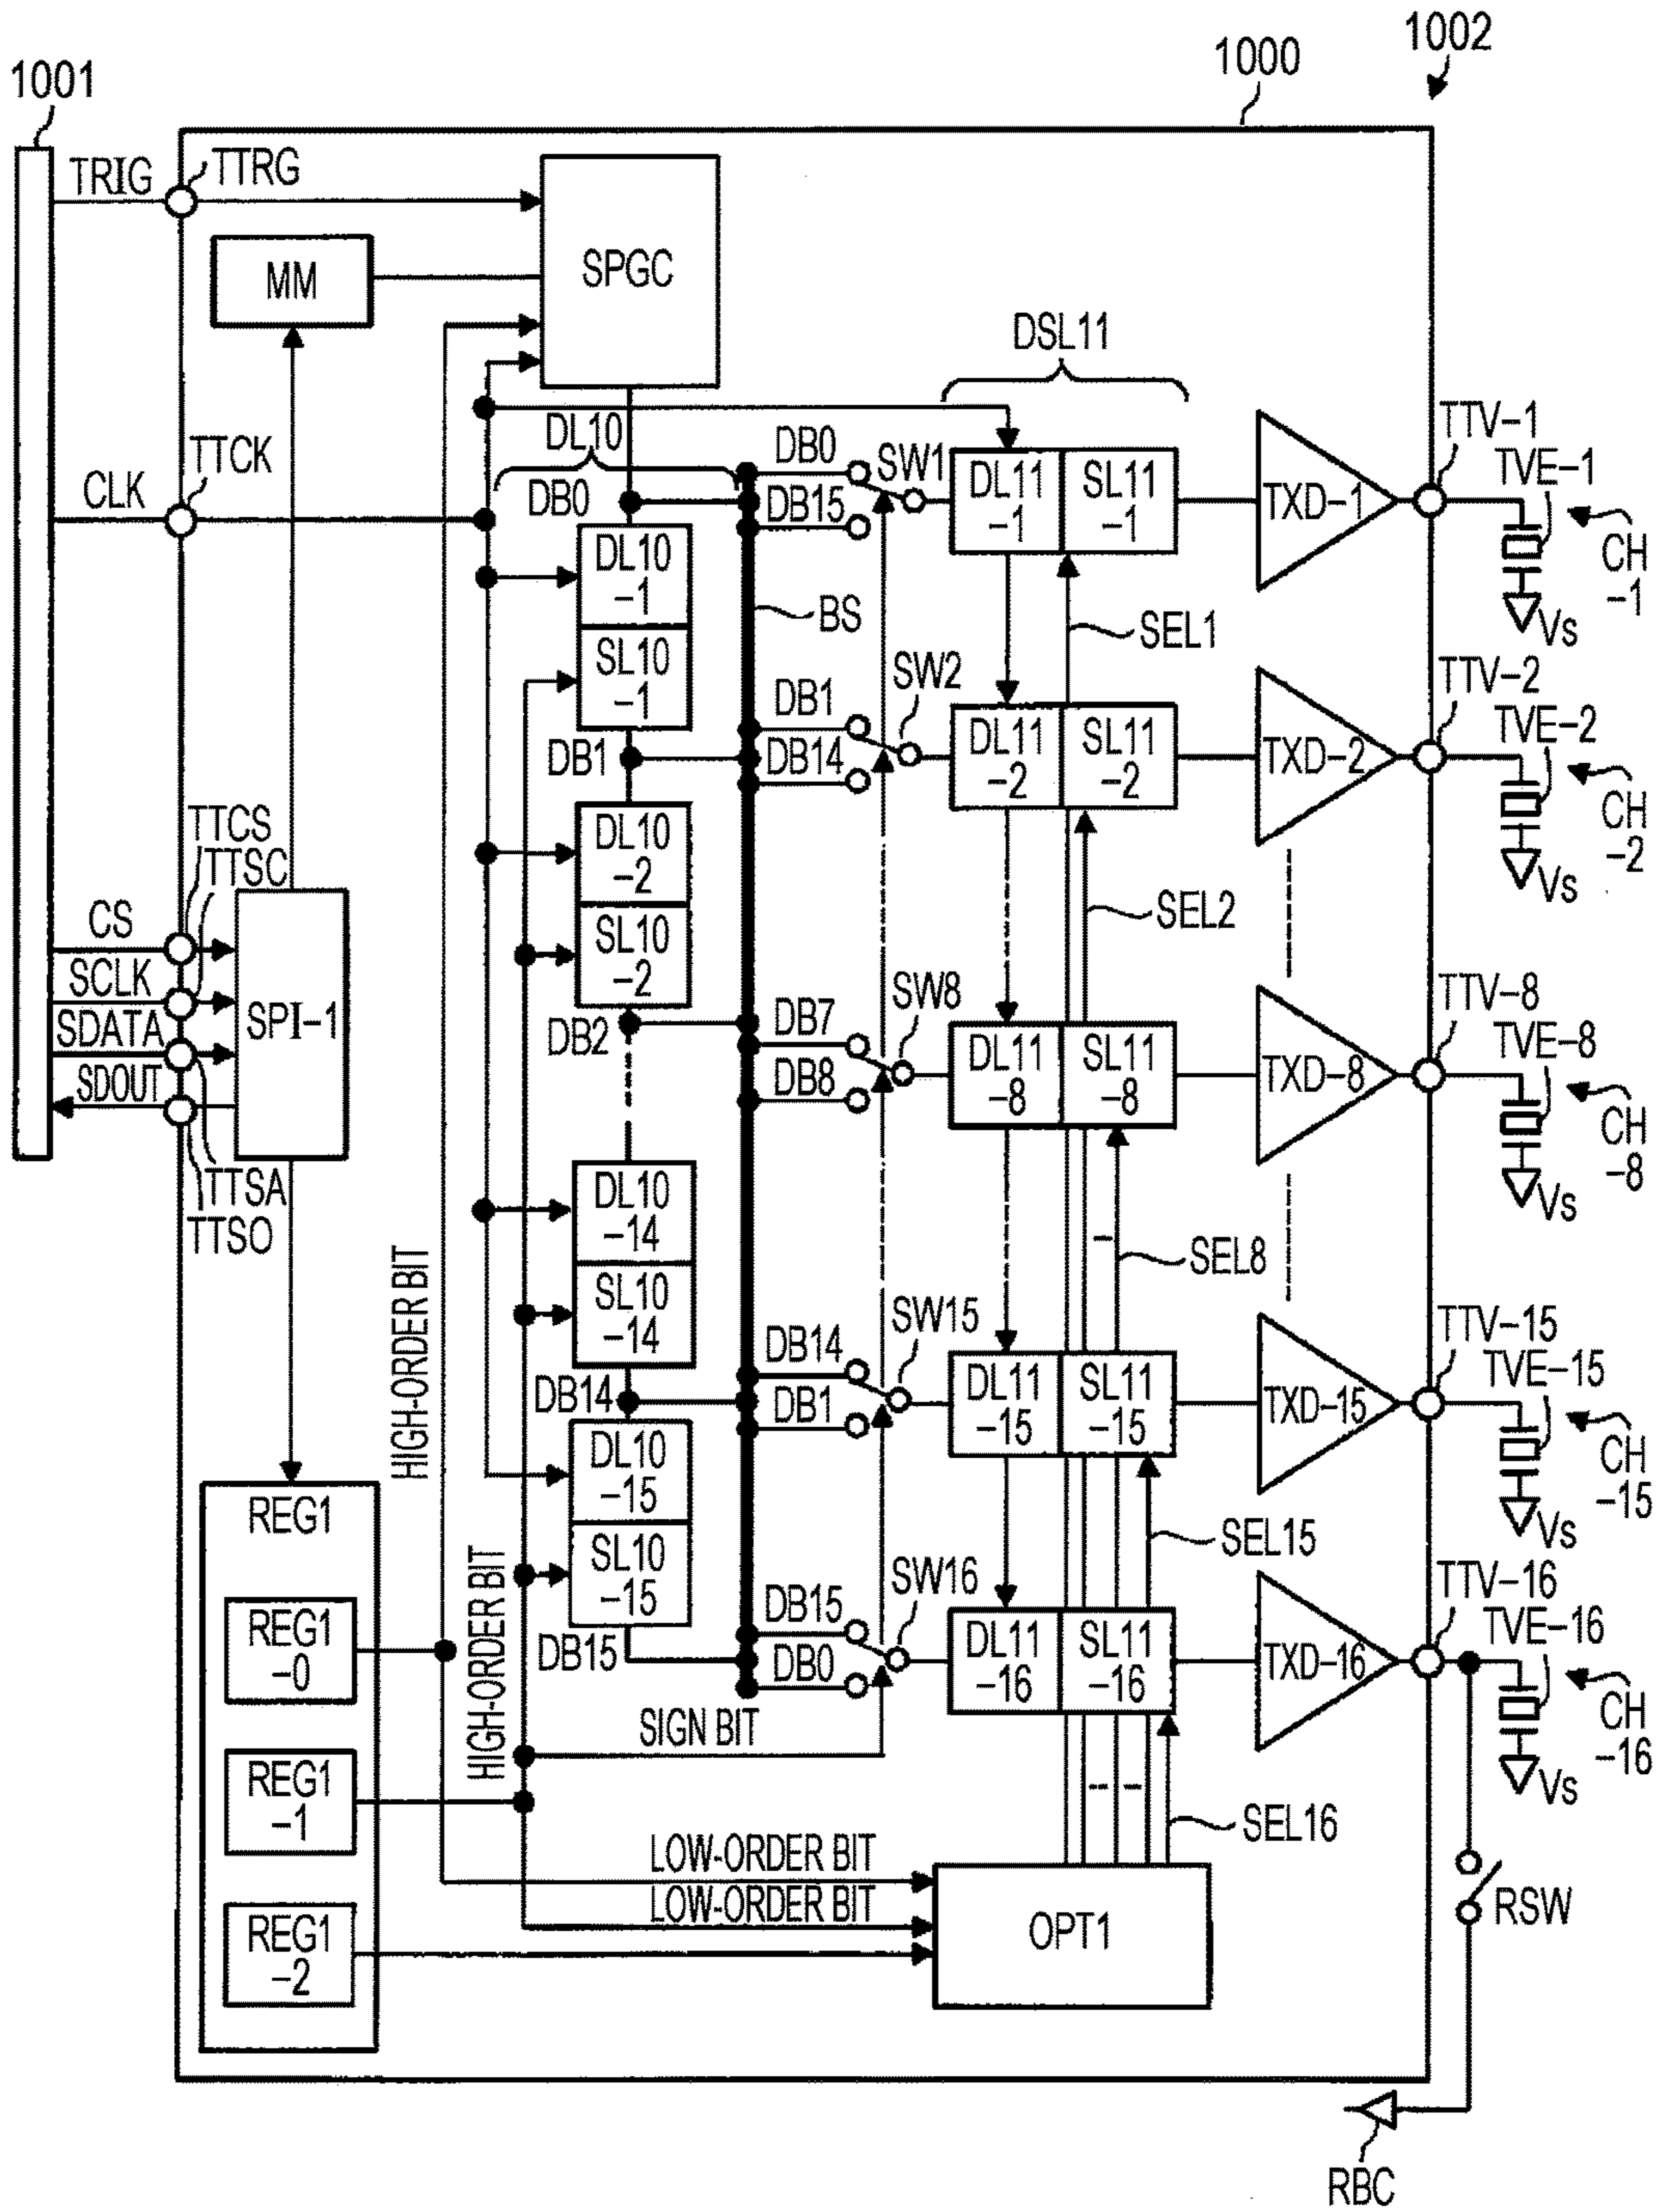 1002
1000
1001
TRIG
TTRG
MM
SPGC
DSL11
TTCK
CLK
DL10
DB0
DB0
DB15
SW1
DL11
-1
SL11
-1
TXD-1
TTV-1
TVE-1
CH
-1
Vs
DL10
-1
SL10
-1
BS
SEL1
DB1
DB1
DB14
SW2
DL11
-2
SL11
-2
TXD-2
TTV-2
TVE-2
CH
-2
Vs
TTCS
TTSC
CS
SCLK
SDATA
SDOUT
SPI-1
TTSA
TTSO
DL10
-2
SL10
-2
SEL2
DB2
DB7
DB8
SW8
DL11
-8
SL11
-8
TXD-8
TTV-8
TVE-8
CH
-8
Vs
DL10
-14
SL10
-14
SEL8
HIGH-ORDER BIT
DB14
DB14
DB1
SW15
DL11
-15
SL11
-15
TXD-15
TTV-15
TVE-15
CH
-15
Vs
DL10
-15
SL10
-15
SEL15
HIGH-ORDER BIT
DB15
DB15
DB0
SW16
DL11
-16
SL11
-16
TXD-16
TTV-16
TVE-16
CH
-16
Vs
REG1
REG1
-0
REG1
-1
REG1
-2
SIGN BIT
SEL16
LOW-ORDER BIT
LOW-ORDER BIT
OPT1
RSW
RBC